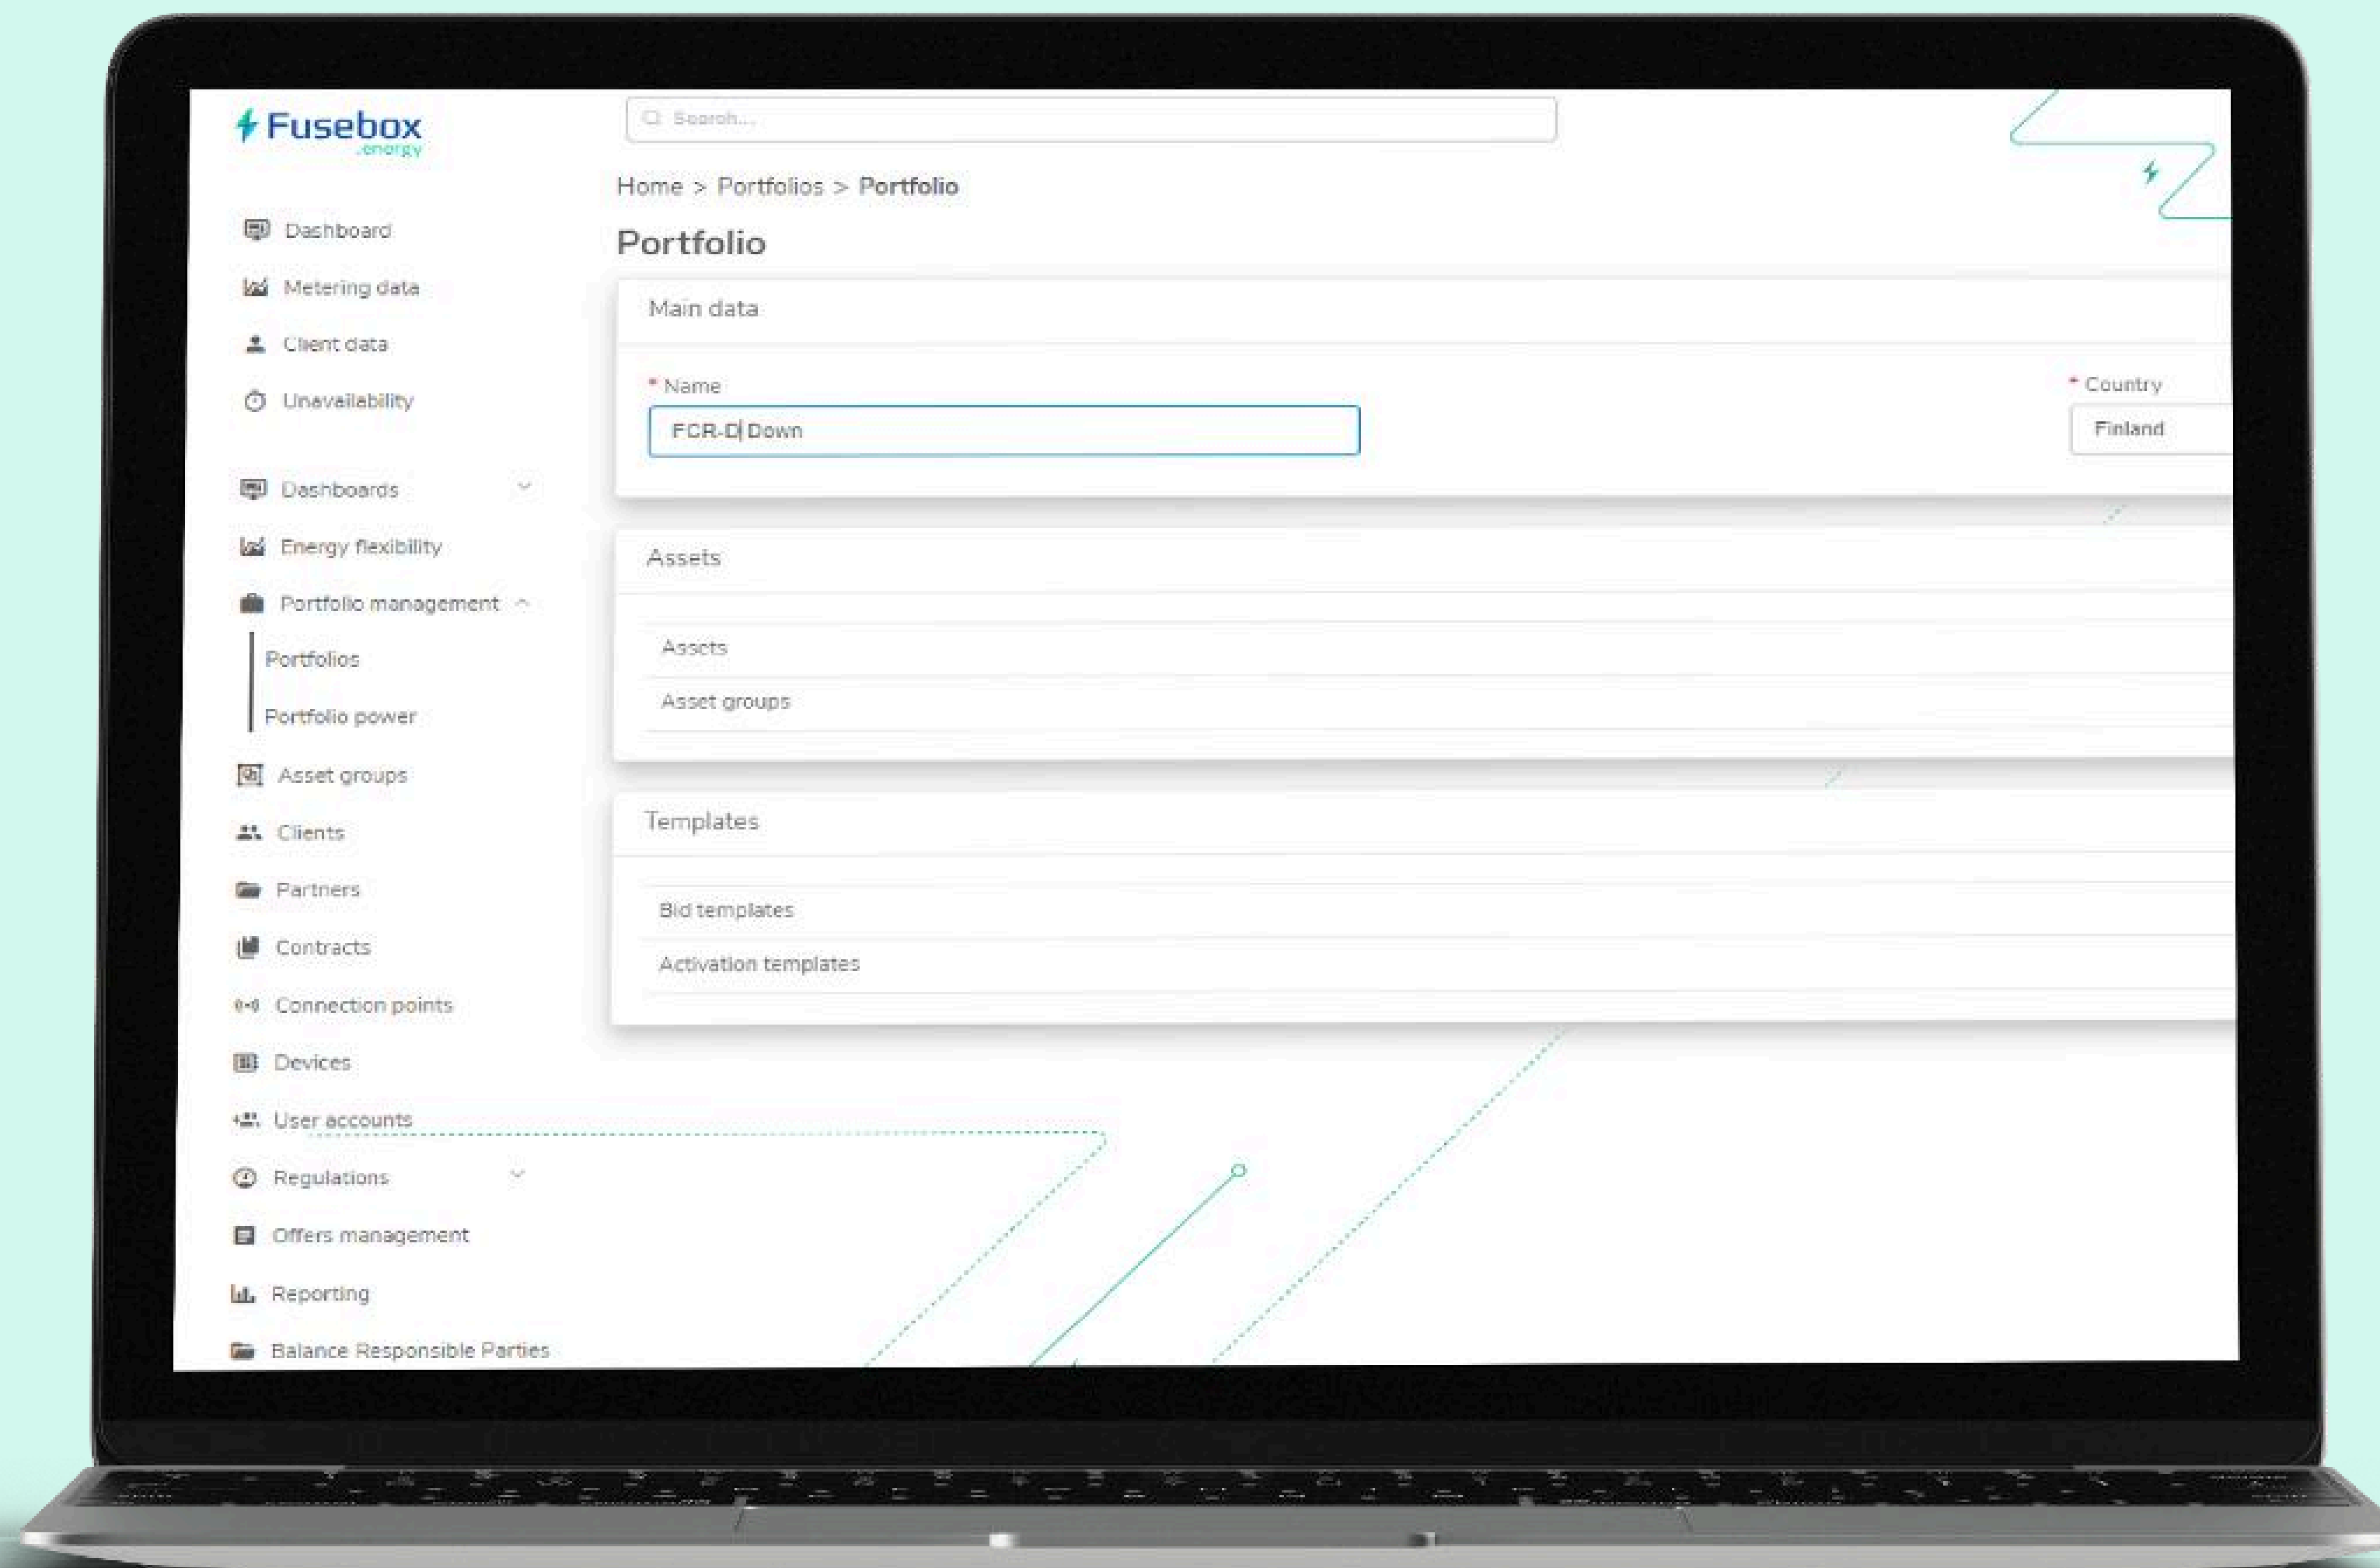 Fusebox
.energy
Search...
Home > Portfolios > Portfolio
Portfolio
Dashboard
Metering data
Client data
Unavailability
Dashboards
Energy flexibility
Portfolio management
Portfolios
Portfolio power
Asset groups
Clients
Partners
Contracts
Connection points
Devices
User accounts
Regulations
Offers management
Reporting
Balance Responsible Parties
Main data
* Name
* Country
FCR-D Down
Finland
Assets
Assets
Asset groups
Templates
Bid templates
Activation templates